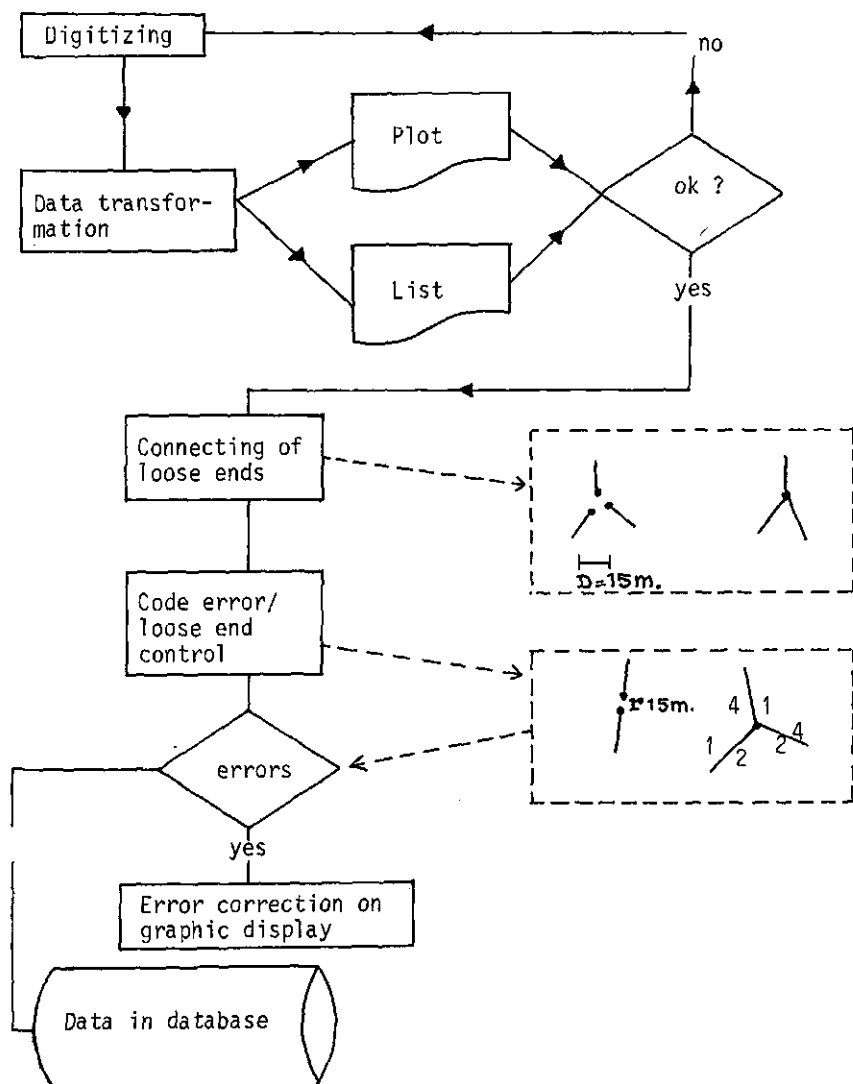 Digitizing
no
Plot
ok ?
Data transfor-
mation
List
yes
Connecting of
loose ends
D=15m.
Code error/
loose end
control
15m.
4 1
1 2 2 4
errors
yes
Error correction on
graphic display
Data in database